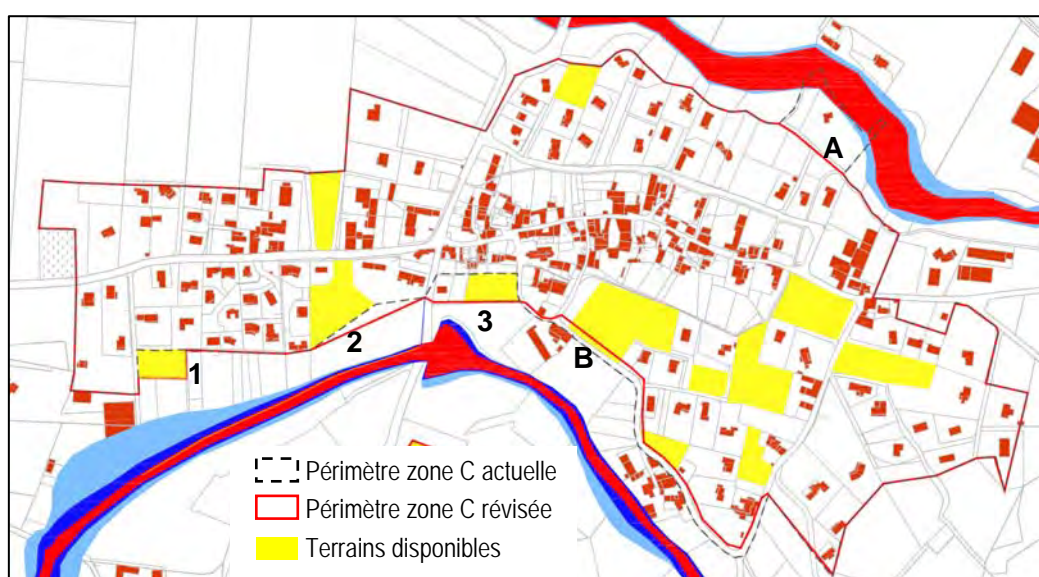 A
1
2
3
B
Périmètre zone C actuelle
Périmètre zone C révisée
Terrains disponibles